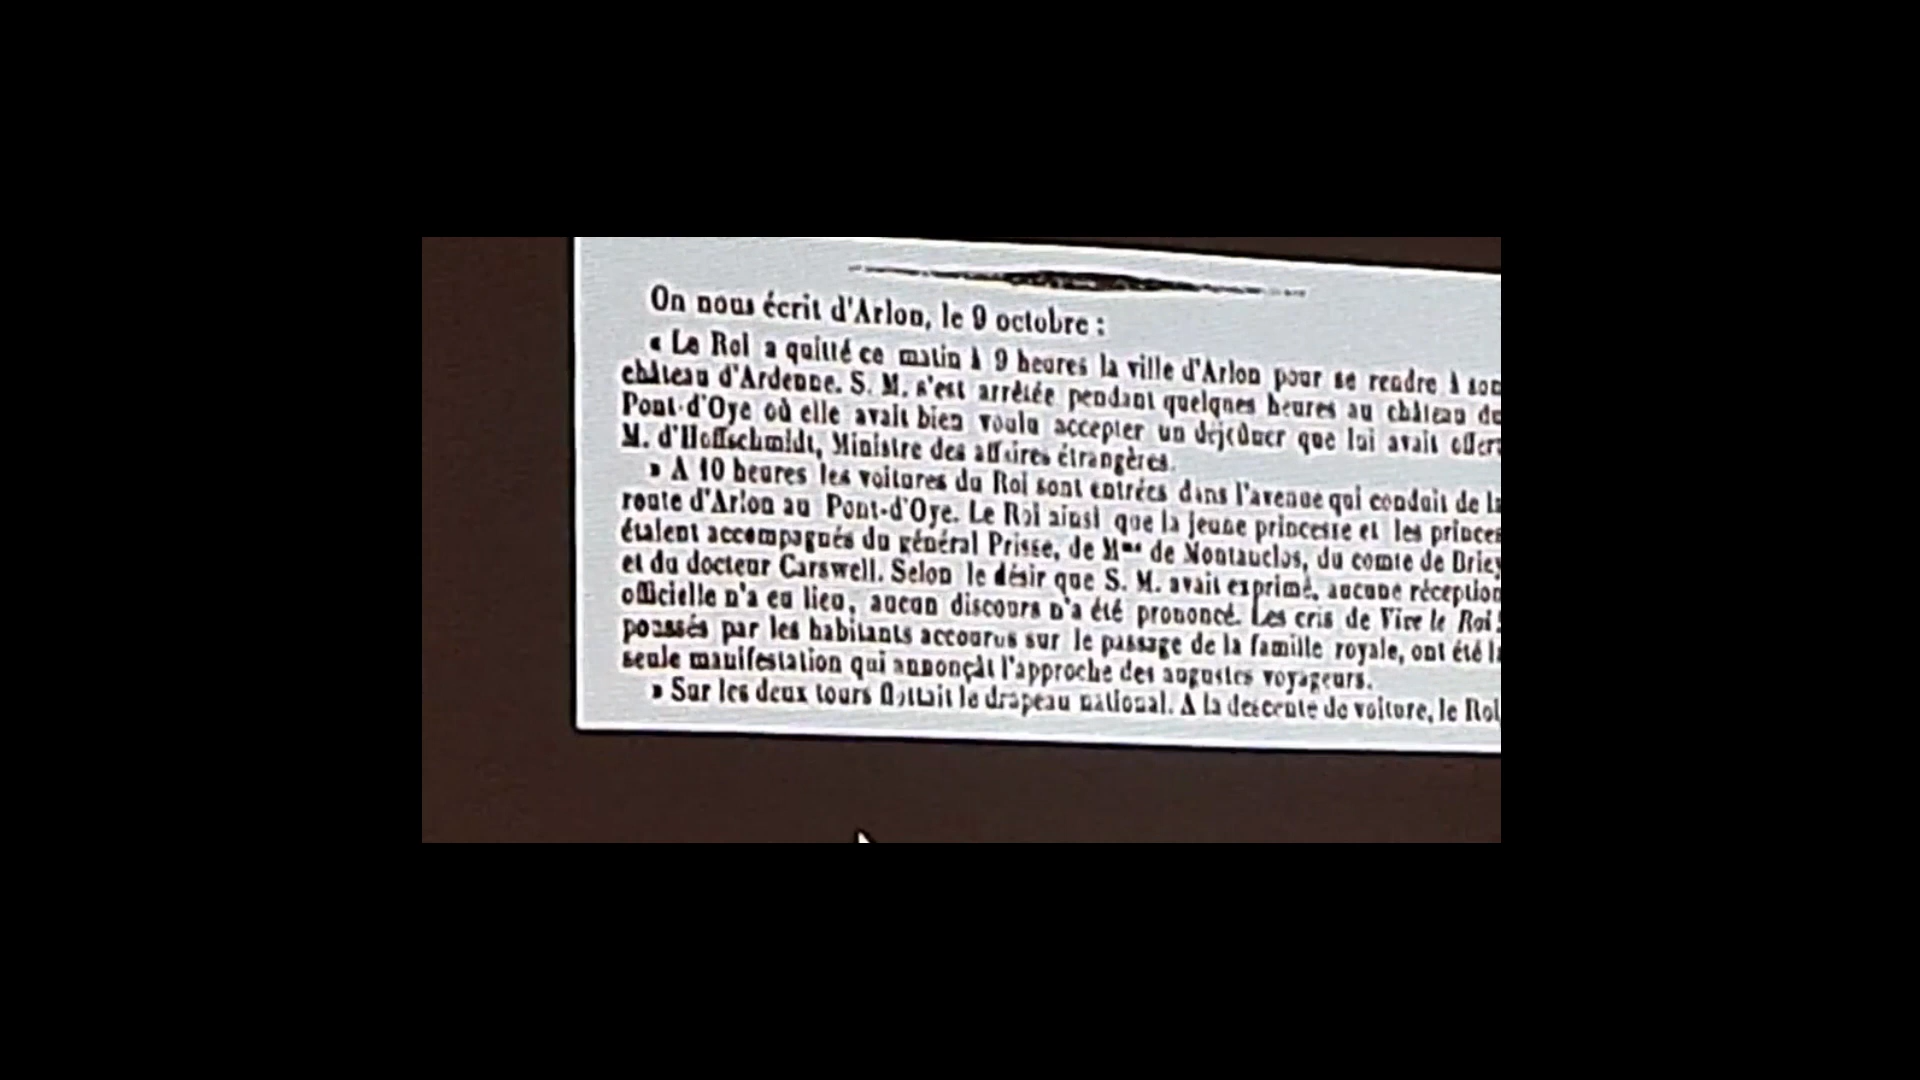 On nous écrit d'Arlon, le 9 octobre :
« Le Roi a quitté ce matin à 9 heures la ville d'Arlon pour se rendre à son
château d'Ardenne. S. M. s'est arrêtée pendant quelques heures au château du
Pont-d'Oye où elle avait bien voulu accepter un dejeûner que lui avait offert
M. d'Hoffschmidt, Ministre des affaires étrangères.
» A 10 heures les voitures du Roi sont entrées dans l'avenue qui conduit de la
route d'Arlon au Pont-d'Oye. Le Roi ainsi que la jeune princesse et les princes
étaient accompagnés du général Prisse, de Mme de Montauclos, du comte de Briey
et du docteur Carswell. Selon le désir que S. M. avait exprimé, aucune réception
officielle n'a eu lieu, aucun discours n'a été prononcé. Les cris de Vive le Roi!
poussés par les habitants accourus sur le passage de la famille royale, ont été la
seule manifestation qui annonçât l'approche des augustes voyageurs.
» Sur les deux tours flottait le drapeau national. A la descente de voiture, le Roi,